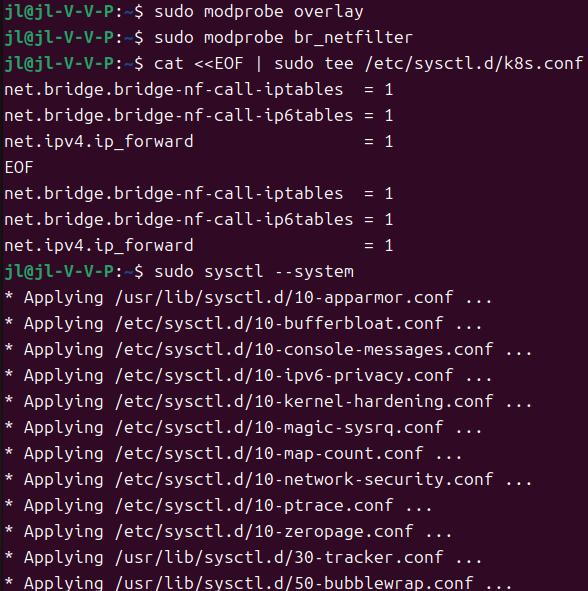 jl@jl-V-V-P:~$ sudo modprobe overlay
jl@jl-V-V-P:~$ sudo modprobe br_netfilter
jl@jl-V-V-P:~$ cat <<EOF | sudo tee /etc/sysctl.d/k8s.conf
net.bridge.bridge-nf-call-iptables  = 1
net.bridge.bridge-nf-call-ip6tables = 1
net.ipv4.ip_forward                 = 1
EOF
net.bridge.bridge-nf-call-iptables  = 1
net.bridge.bridge-nf-call-ip6tables = 1
net.ipv4.ip_forward                 = 1
jl@jl-V-V-P:~$ sudo sysctl --system
* Applying /usr/lib/sysctl.d/10-apparmor.conf ...
* Applying /etc/sysctl.d/10-bufferbloat.conf ...
* Applying /etc/sysctl.d/10-console-messages.conf ...
* Applying /etc/sysctl.d/10-ipv6-privacy.conf ...
* Applying /etc/sysctl.d/10-kernel-hardening.conf ...
* Applying /etc/sysctl.d/10-magic-sysrq.conf ...
* Applying /etc/sysctl.d/10-map-count.conf ...
* Applying /etc/sysctl.d/10-network-security.conf ...
* Applying /etc/sysctl.d/10-ptrace.conf ...
* Applying /etc/sysctl.d/10-zeropage.conf ...
* Applying /usr/lib/sysctl.d/30-tracker.conf ...
* Applying /usr/lib/sysctl.d/50-bubblewrap.conf ...